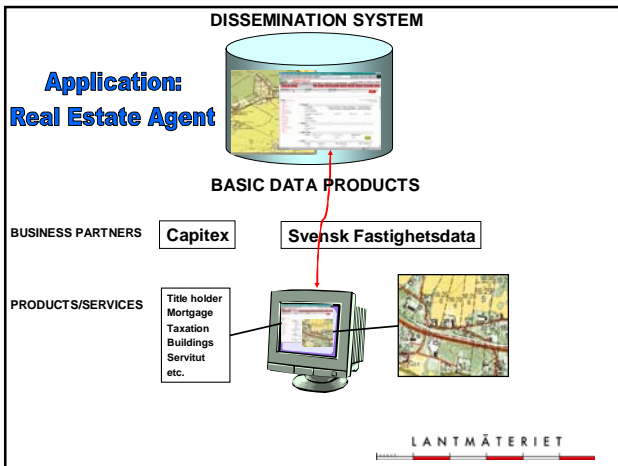 DISSEMINATION SYSTEM
Application:
Real Estate Agent
BASIC DATA PRODUCTS
BUSINESS PARTNERS
Capitex
Svensk Fastighetsdata
PRODUCTS/SERVICES
Title holder
Mortgage
Taxation
Buildings
Servitut
etc.
LANTMÄTERIET